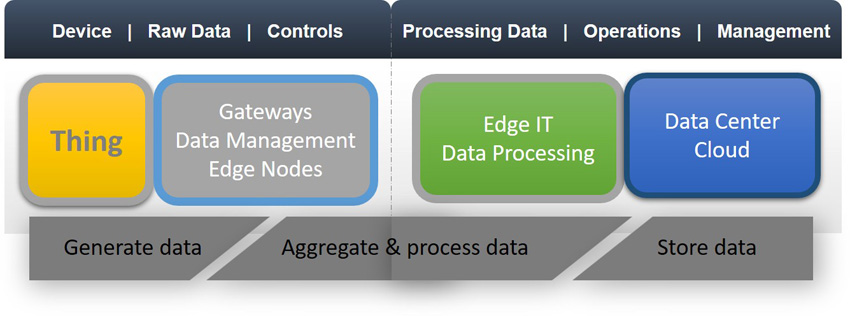 Device | Raw Data | Controls
Processing Data | Operations | Management
Thing
Gateways
Data Management
Edge Nodes
Edge IT
Data Processing
Data Center
Cloud
Generate data
Aggregate & process data
Store data